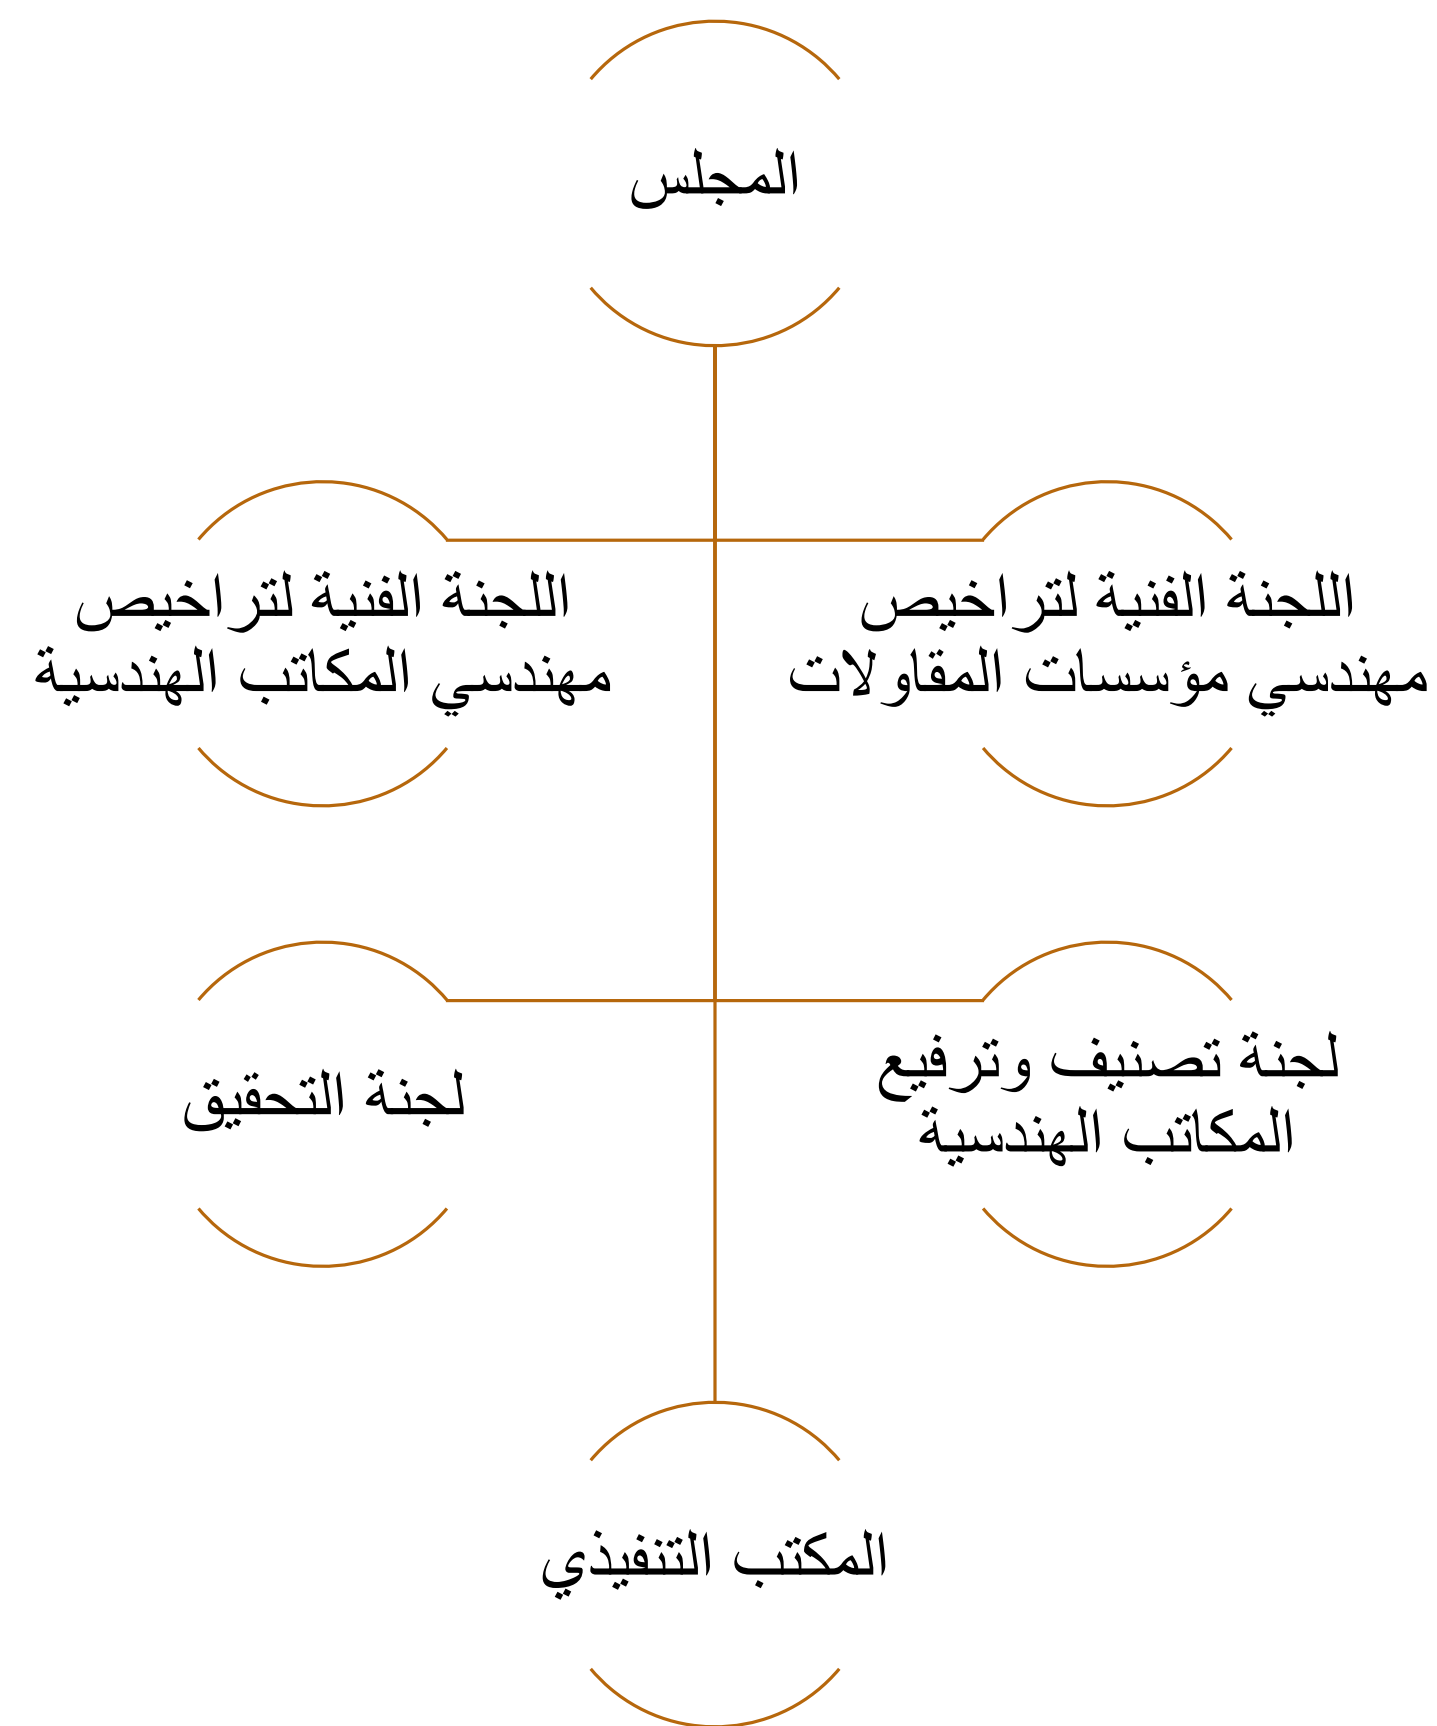 المجلس
اللجنة الفنية لتراخيص
مهندسي مؤسسات المقاولات
اللجنة الفنية لتراخيص
مهندسي المكاتب الهندسية
لجنة تصنيف وترفيع
المكاتب الهندسية
لجنة التحقيق
المكتب التنفيذي